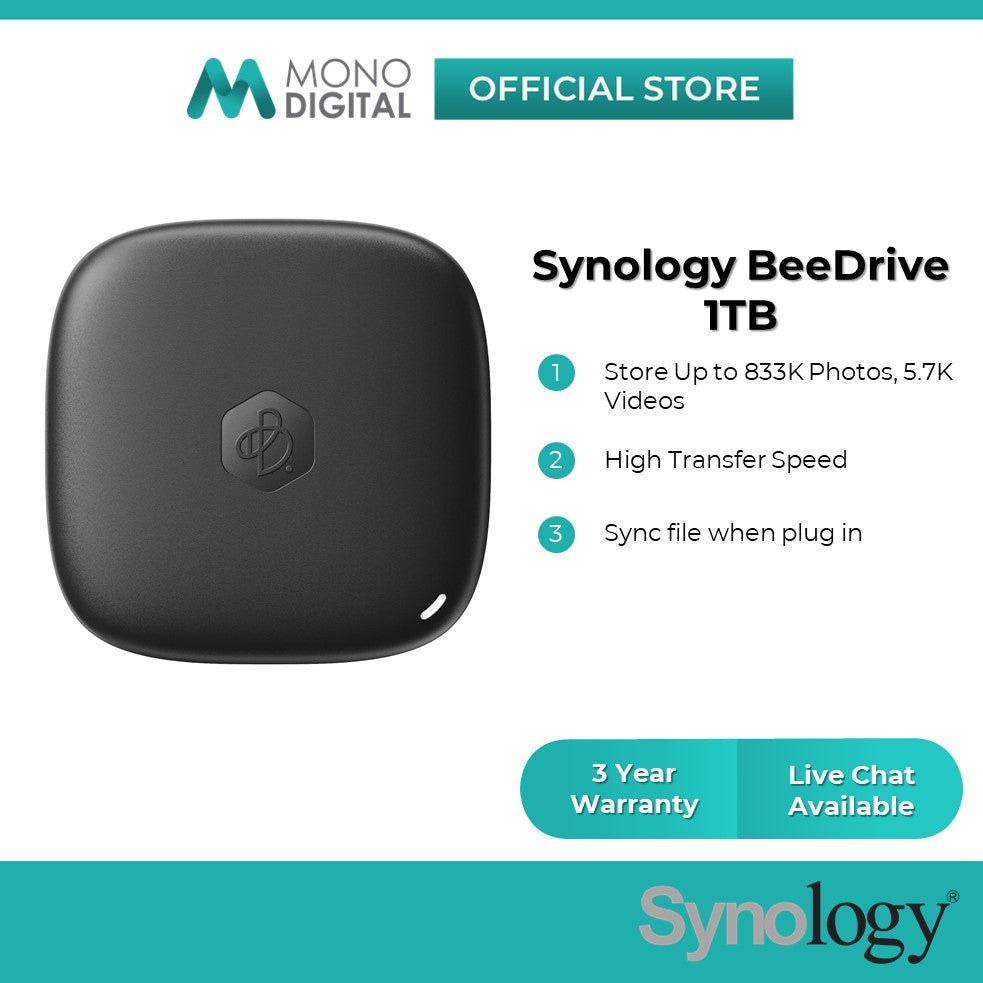 MONO
DIGITAL
OFFICIAL STORE
Synology BeeDrive
1TB
1
Store Up to 833K Photos, 5.7K
Videos
2
High Transfer Speed
3
Sync file when plug in
3 Year
Warranty
Live Chat
Available
Synology®